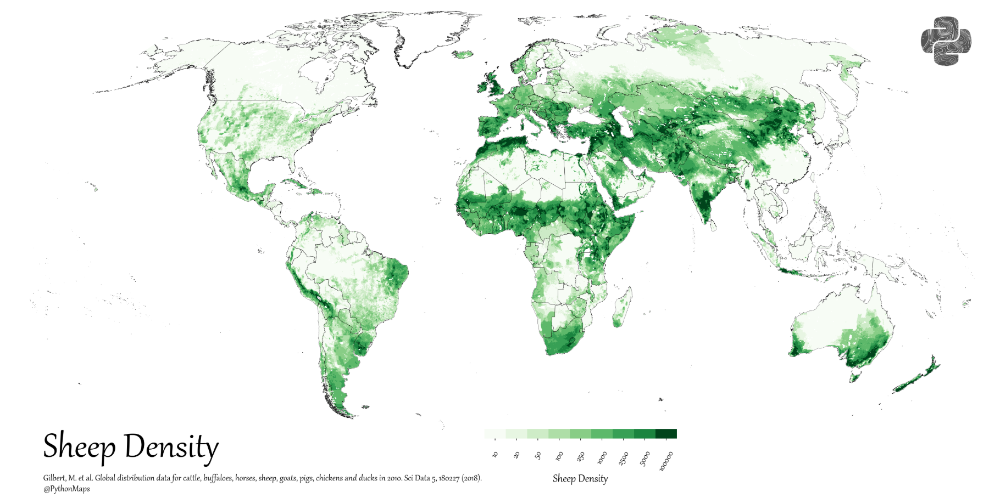 10 20 50 100 250 1000 2500 5000 100000
Sheep Density
Sheep Density
Gilbert, M. et al. Global distribution data for cattle, buffaloes, horses, sheep, goats, pigs, chickens and ducks in 2010. Sci Data 5, 180227 (2018).
@PythonMaps